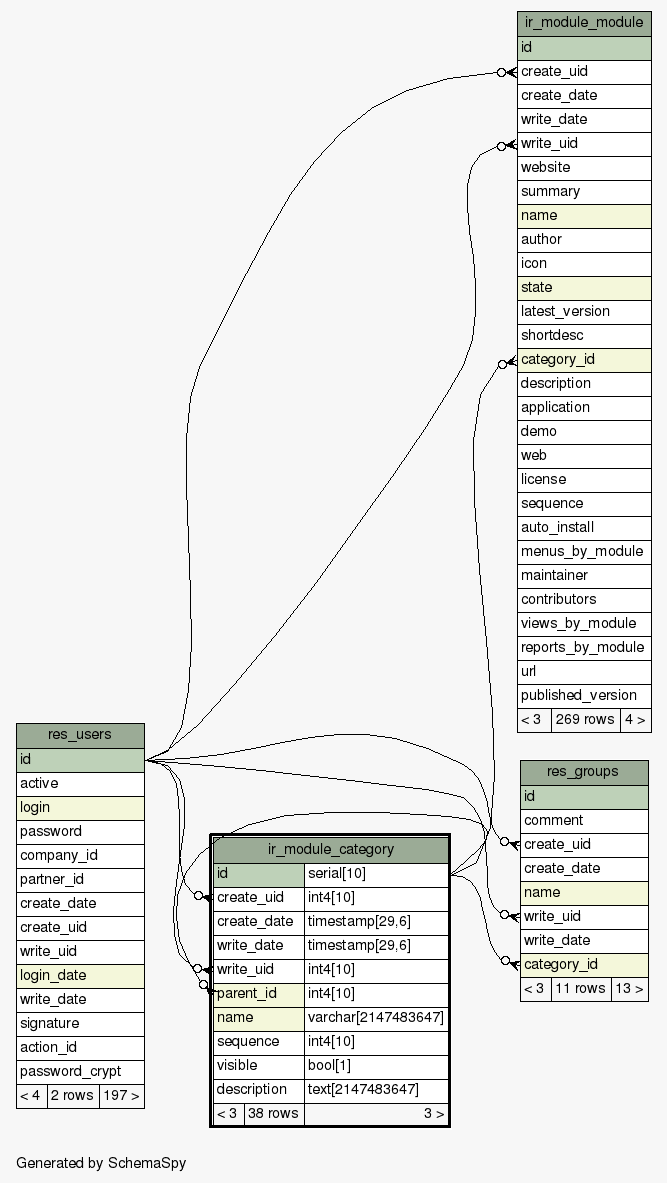 ir_module_module
id
create_uid
create_date
write_date
write_uid
website
summary
name
author
icon
state
latest_version
shortdesc
category_id
description
application
demo
web
license
sequence
auto_install
menus_by_module
maintainer
contributors
views_by_module
reports_by_module
url
published_version
< 3 269 rows 4 >
res_users
id
active
login
password
company_id
partner_id
create_date
create_uid
write_uid
login_date
write_date
signature
action_id
password_crypt
< 4 2 rows 197 >
ir_module_category
id serial[10]
create_uid int4[10]
create_date timestamp[29,6]
write_date timestamp[29,6]
write_uid int4[10]
parent_id int4[10]
name varchar[2147483647]
sequence int4[10]
visible bool[1]
description text[2147483647]
< 3 38 rows 3 >
res_groups
id
comment
create_uid
create_date
name
write_uid
write_date
category_id
< 3 11 rows 13 >
Generated by SchemaSpy